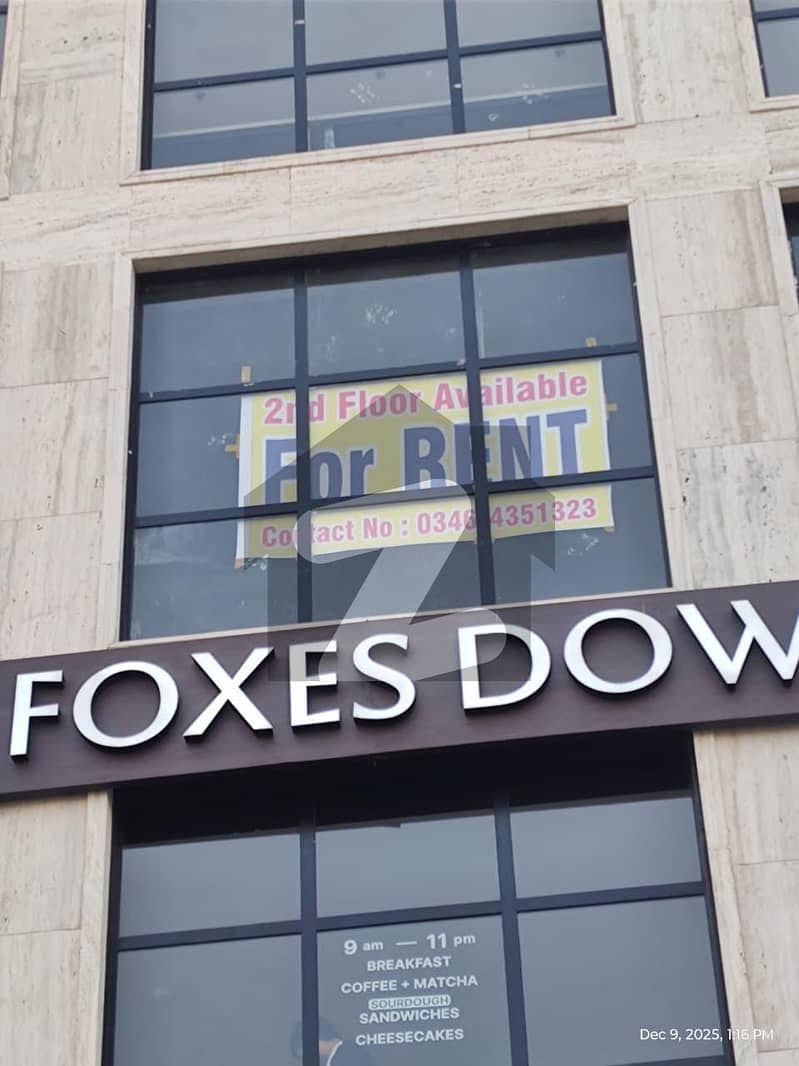 2nd Floor Available
For RENT
Contact No : 0346 4351323
FOXES DOW
9 am — 11 pm
BREAKFAST
COFFEE + MATCHA
SOURDOUGH
SANDWICHES
CHEESECAKES
Dec 9, 2025, 1:16 PM